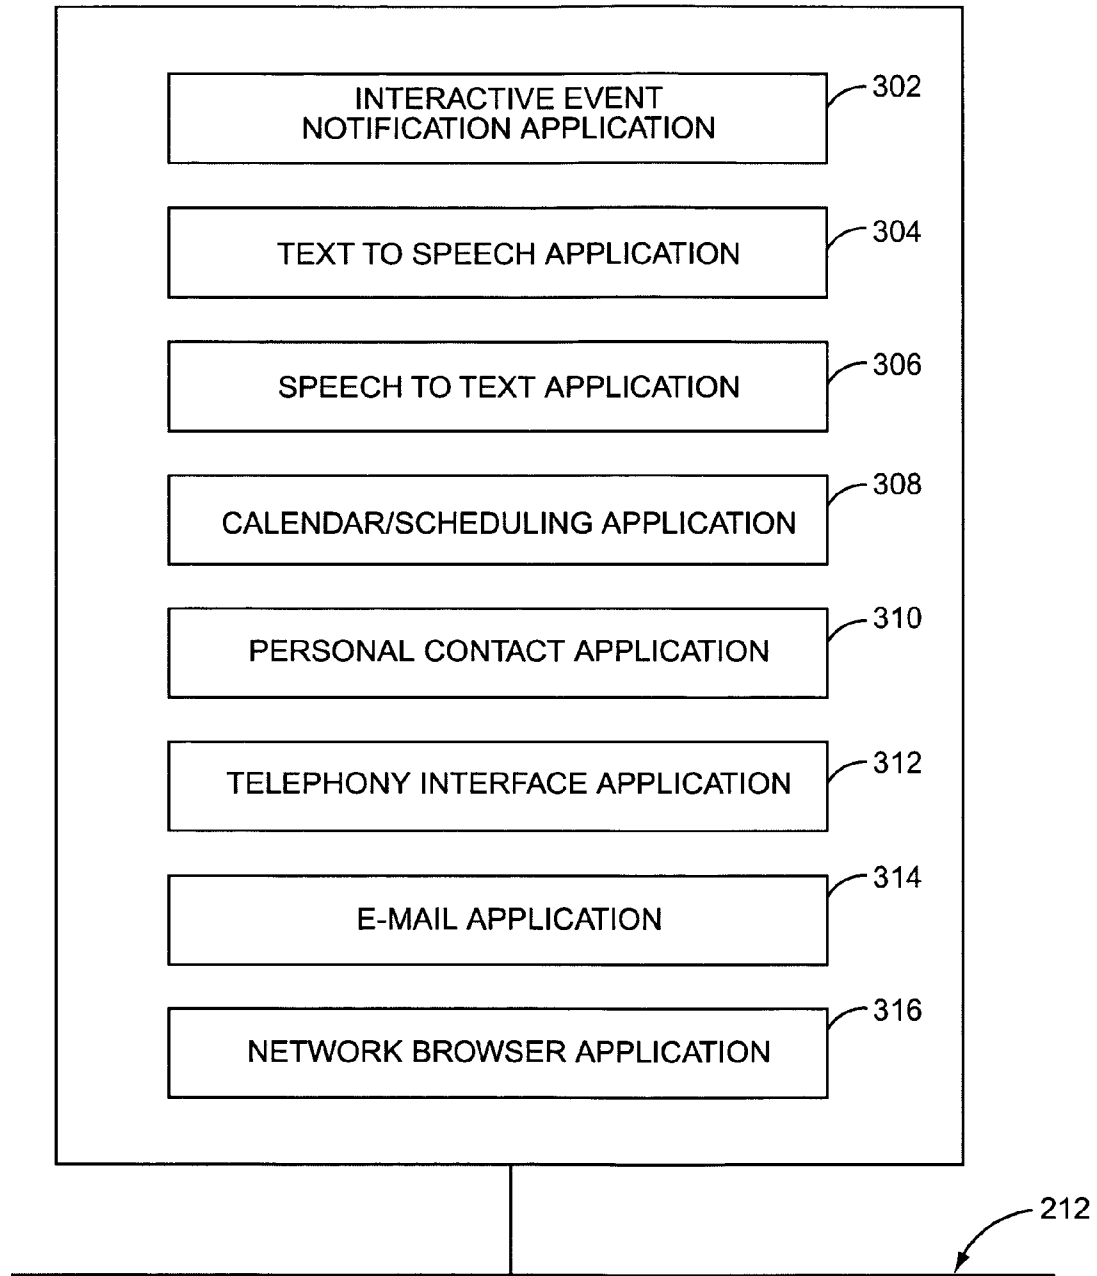 INTERACTIVE EVENT
NOTIFICATION APPLICATION
302
TEXT TO SPEECH APPLICATION
304
SPEECH TO TEXT APPLICATION
306
CALENDAR/SCHEDULING APPLICATION
308
PERSONAL CONTACT APPLICATION
310
TELEPHONY INTERFACE APPLICATION
312
E-MAIL APPLICATION
314
NETWORK BROWSER APPLICATION
316
212